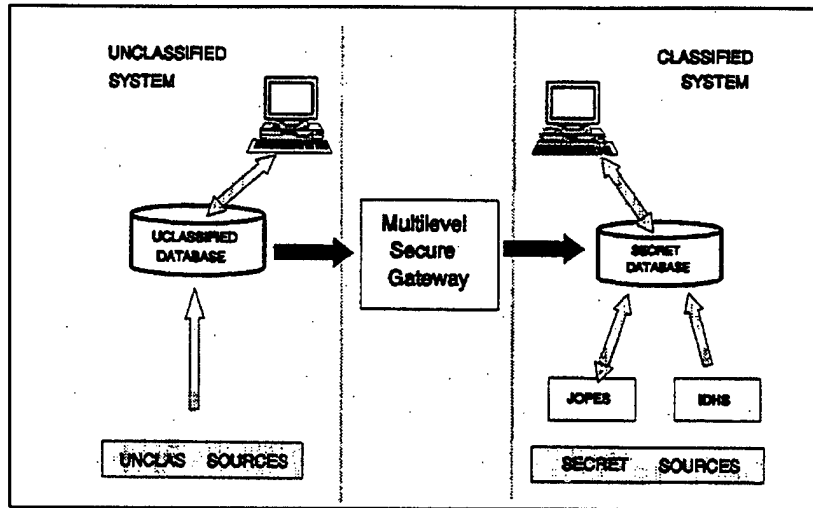 UNCLASSIFIED
SYSTEM
CLASSIFIED
SYSTEM
UCLASSIFIED
DATABASE
Multilevel
Secure
Gateway
SECRET
DATABASE
JOPES
IDHS
UNCLAS SOURCES
SECRET SOURCES